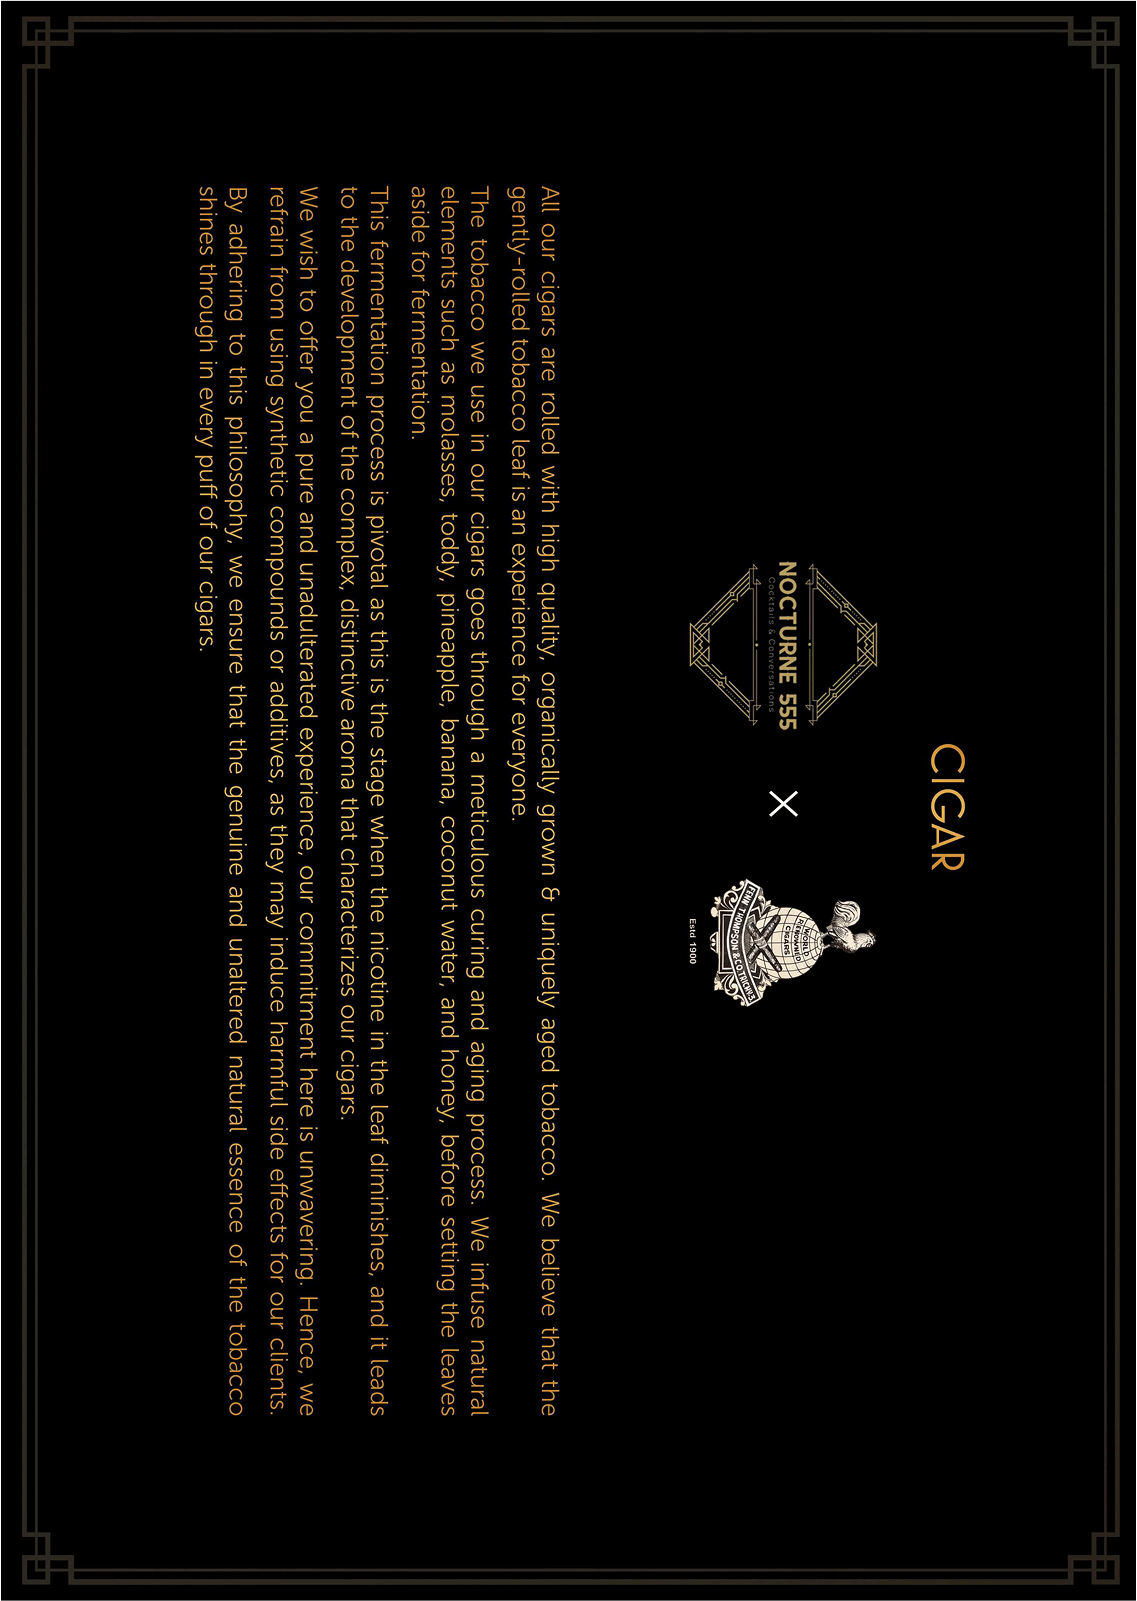 CIGAR
NOCTURNE 555
Cocktails & Conversations
X
WORLD
RENOWNED
CIGARS
FENN THOMPSON & CO. TRICHY-3.
Estd 1900
All our cigars are rolled with high quality, organically grown & uniquely aged tobacco. We believe that the
gently-rolled tobacco leaf is an experience for everyone.
The tobacco we use in our cigars goes through a meticulous curing and aging process. We infuse natural
elements such as molasses, toddy, pineapple, banana, coconut water, and honey, before setting the leaves
aside for fermentation.
This fermentation process is pivotal as this is the stage when the nicotine in the leaf diminishes, and it leads
to the development of the complex, distinctive aroma that characterizes our cigars.
We wish to offer you a pure and unadulterated experience, our commitment here is unwavering. Hence, we
refrain from using synthetic compounds or additives, as they may induce harmful side effects for our clients.
By adhering to this philosophy, we ensure that the genuine and unaltered natural essence of the tobacco
shines through in every puff of our cigars.